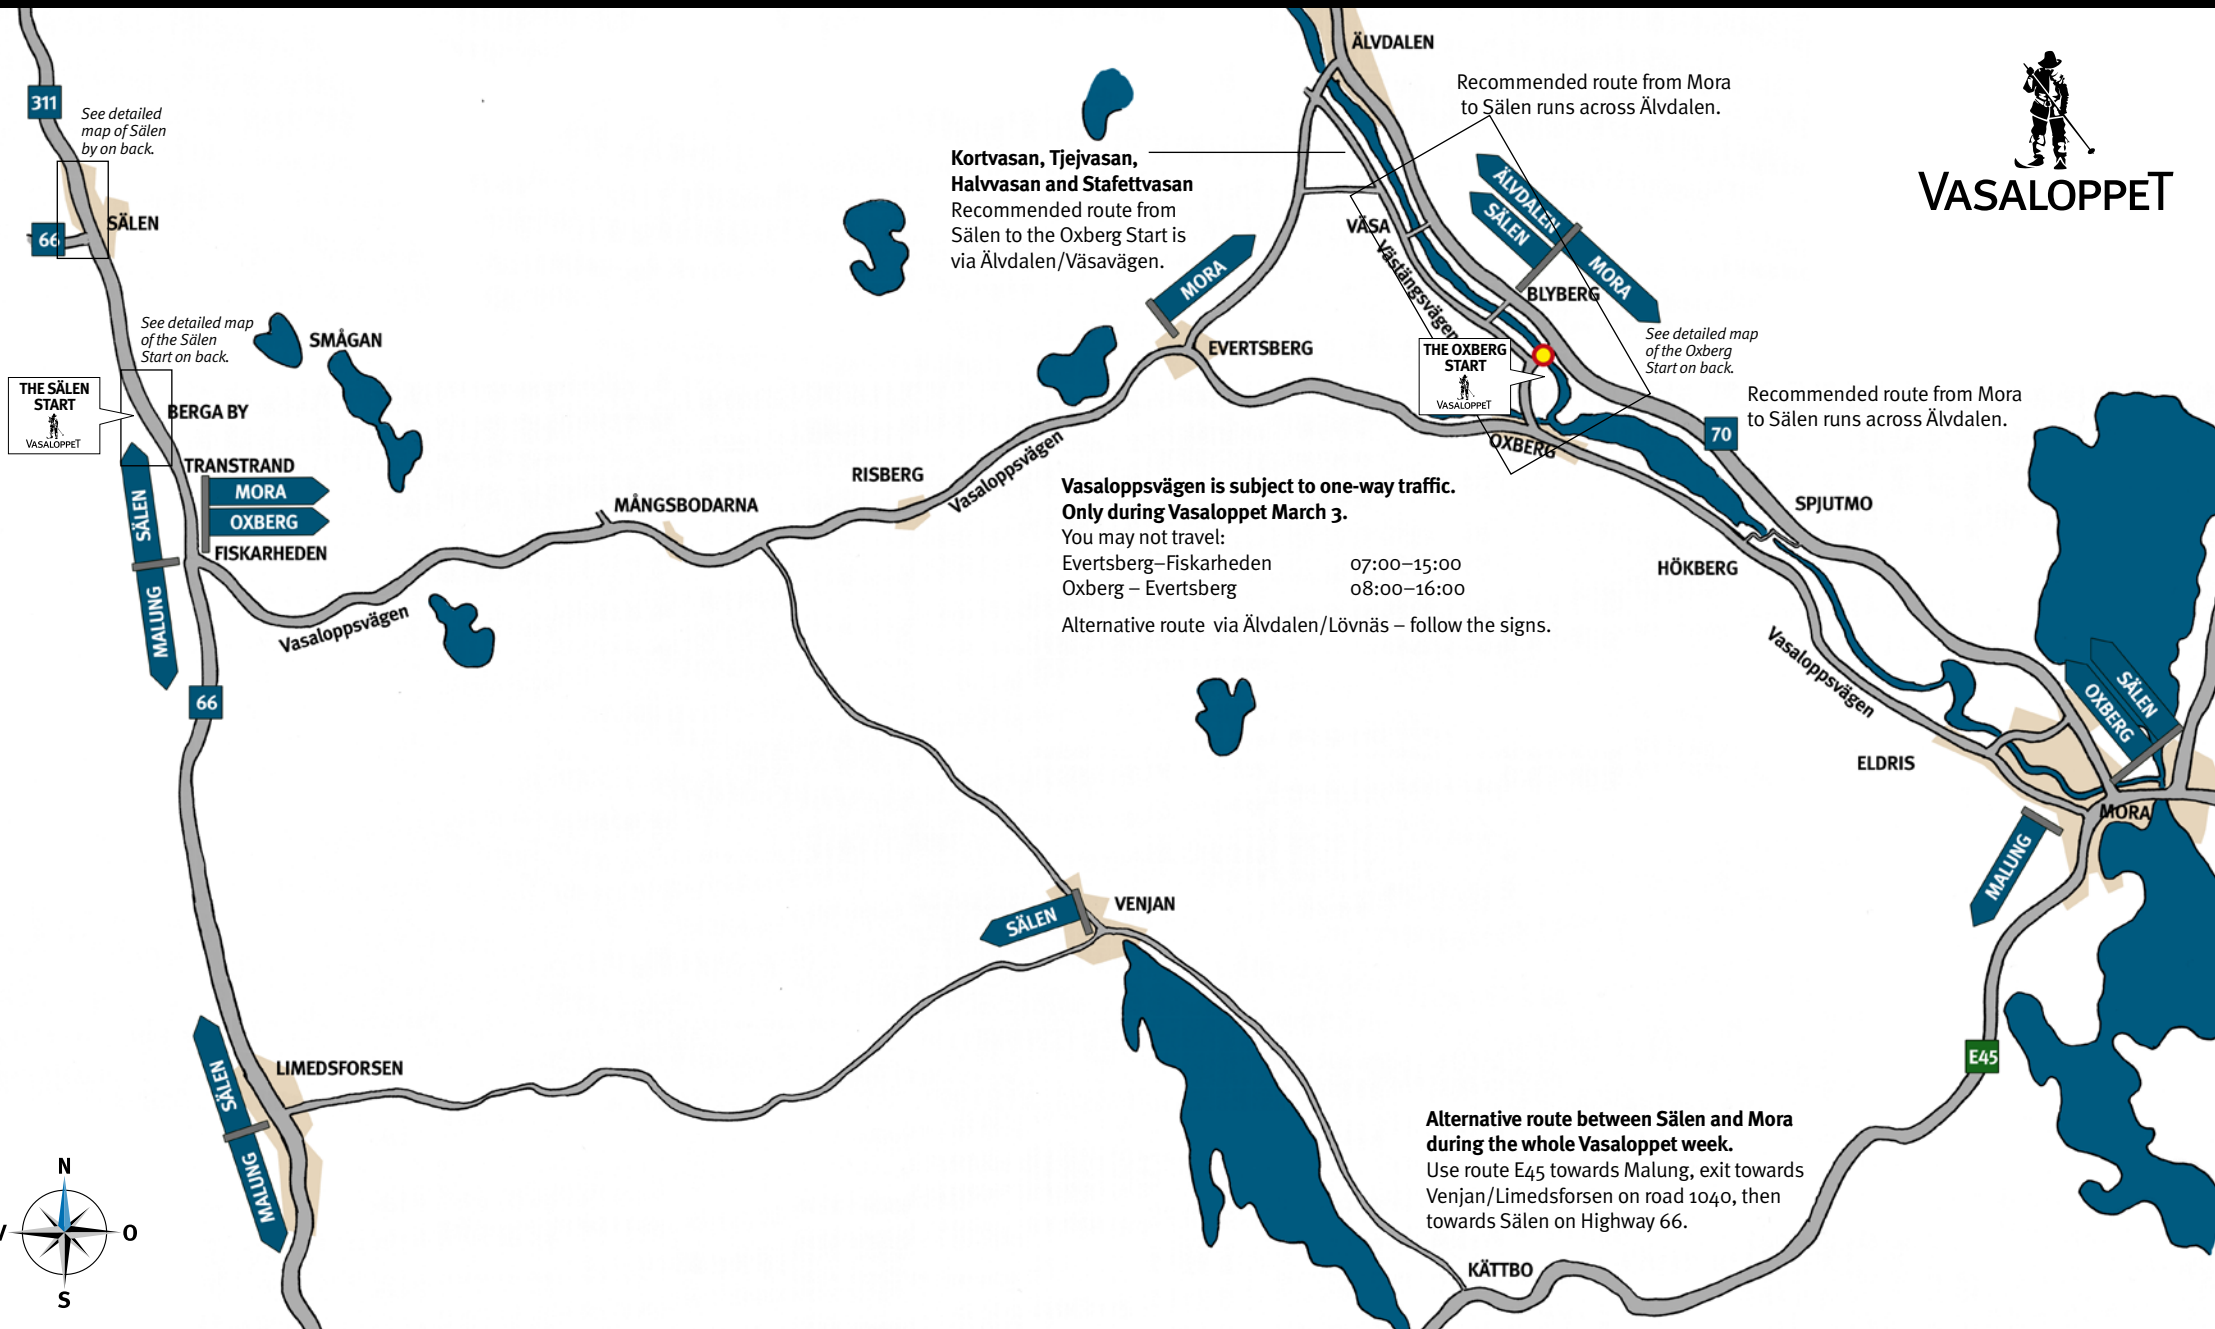 311
See detailed
map of Sälen
by on back.
SÄLEN
66
See detailed map
of the Sälen
Start on back.
SMÅGAN
THE SÄLEN
START
VASALOPPET
BERGA BY
TRANSTRAND
MORA
OXBERG
FISKARHEDEN
SÄLEN
MALUNG
66
Vasaloppsvägen
MÅNGSBODARNA
RISBERG
Vasaloppsvägen
Kortvasan, Tjejvasan,
Halvvasan and Stafettvasan
Recommended route from
Sälen to the Oxberg Start is
via Älvdalen/Väsavägen.
MORA
EVERTSBERG
ÄLVDALEN
Recommended route from Mora
to Sälen runs across Älvdalen.
VÄSA
Västängsvägen
ÄLVDALEN
SÄLEN
MORA
BLYBERG
THE OXBERG
START
VASALOPPET
See detailed map
of the Oxberg
Start on back.
OXBERG
Recommended route from Mora
to Sälen runs across Älvdalen.
70
SPJUTMO
HÖKBERG
VASALOPPET
Vasaloppsvägen is subject to one-way traffic.
Only during Vasaloppet March 3.
You may not travel:
Evertsberg–Fiskarheden 07:00–15:00
Oxberg – Evertsberg 08:00–16:00
Alternative route via Älvdalen/Lövnäs – follow the signs.
Vasaloppsvägen
SÄLEN
OXBERG
ELDRIS
MORA
MALUNG
VENJAN
SÄLEN
LIMEDSFORSEN
SÄLEN
MALUNG
E45
Alternative route between Sälen and Mora
during the whole Vasaloppet week.
Use route E45 towards Malung, exit towards
Venjan/Limedsforsen on road 1040, then
towards Sälen on Highway 66.
KÄTTBO
N
O
S